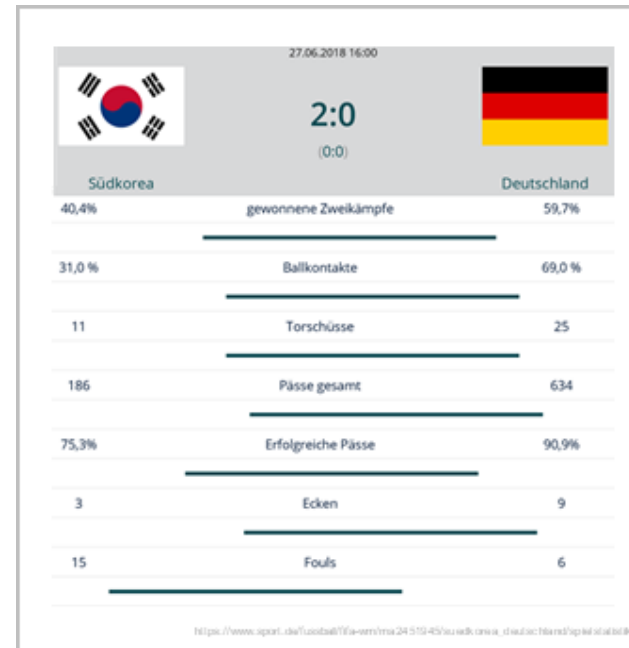 27.06.2018 16:00
2:0
(0:0)
Südkorea Deutschland
40,4% gewonnene Zweikämpfe 59,7%
31,0 % Ballkontakte 69,0 %
11 Torschüsse 25
186 Pässe gesamt 634
75,3% Erfolgreiche Pässe 90,9%
3 Ecken 9
15 Fouls 6